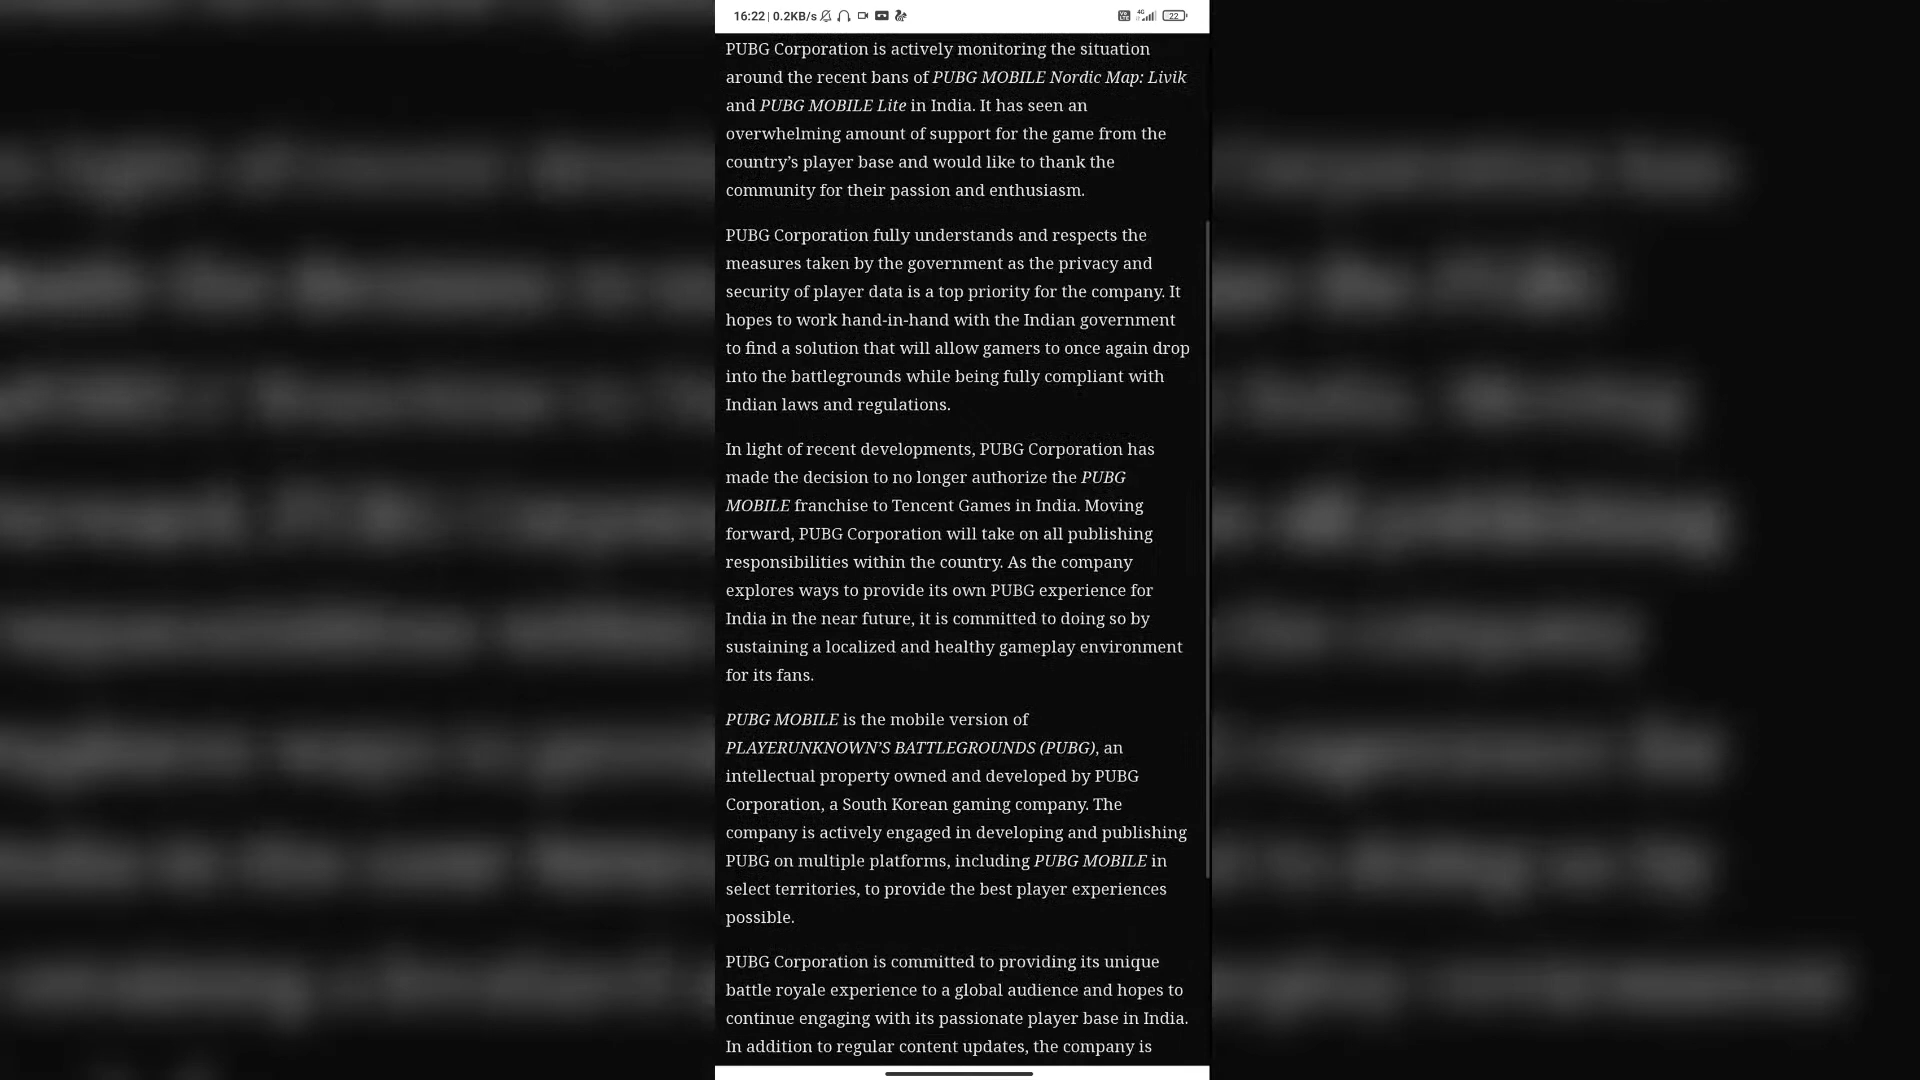 16:22 | 0.2KB/s
4G
22
PUBG Corporation is actively monitoring the situation
around the recent bans of PUBG MOBILE Nordic Map: Livik
and PUBG MOBILE Lite in India. It has seen an
overwhelming amount of support for the game from the
country’s player base and would like to thank the
community for their passion and enthusiasm.
PUBG Corporation fully understands and respects the
measures taken by the government as the privacy and
security of player data is a top priority for the company. It
hopes to work hand-in-hand with the Indian government
to find a solution that will allow gamers to once again drop
into the battlegrounds while being fully compliant with
Indian laws and regulations.
In light of recent developments, PUBG Corporation has
made the decision to no longer authorize the PUBG
MOBILE franchise to Tencent Games in India. Moving
forward, PUBG Corporation will take on all publishing
responsibilities within the country. As the company
explores ways to provide its own PUBG experience for
India in the near future, it is committed to doing so by
sustaining a localized and healthy gameplay environment
for its fans.
PUBG MOBILE is the mobile version of
PLAYERUNKNOWN’S BATTLEGROUNDS (PUBG), an
intellectual property owned and developed by PUBG
Corporation, a South Korean gaming company. The
company is actively engaged in developing and publishing
PUBG on multiple platforms, including PUBG MOBILE in
select territories, to provide the best player experiences
possible.
PUBG Corporation is committed to providing its unique
battle royale experience to a global audience and hopes to
continue engaging with its passionate player base in India.
In addition to regular content updates, the company is